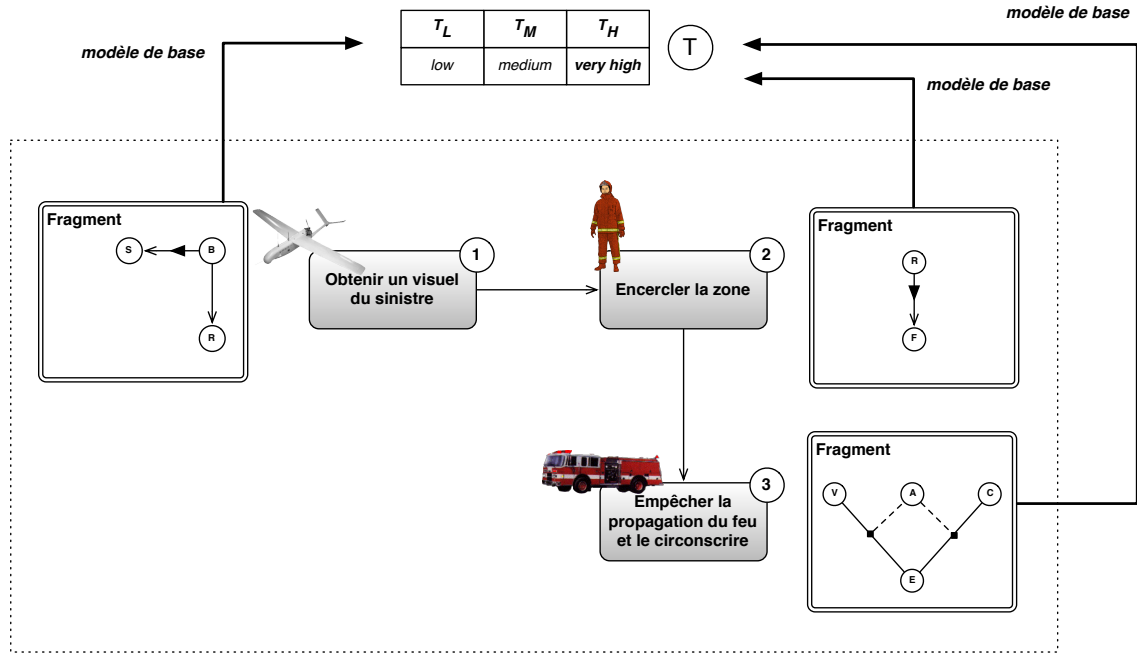 modèle de base
T_L T_M T_H
low medium very high
T
modèle de base
modèle de base
Fragment
S B
R
1
Obtenir un visuel
du sinistre
2
Encercler la zone
Fragment
R
F
3
Empêcher la
propagation du feu
et le circonscrire
Fragment
V A C
E